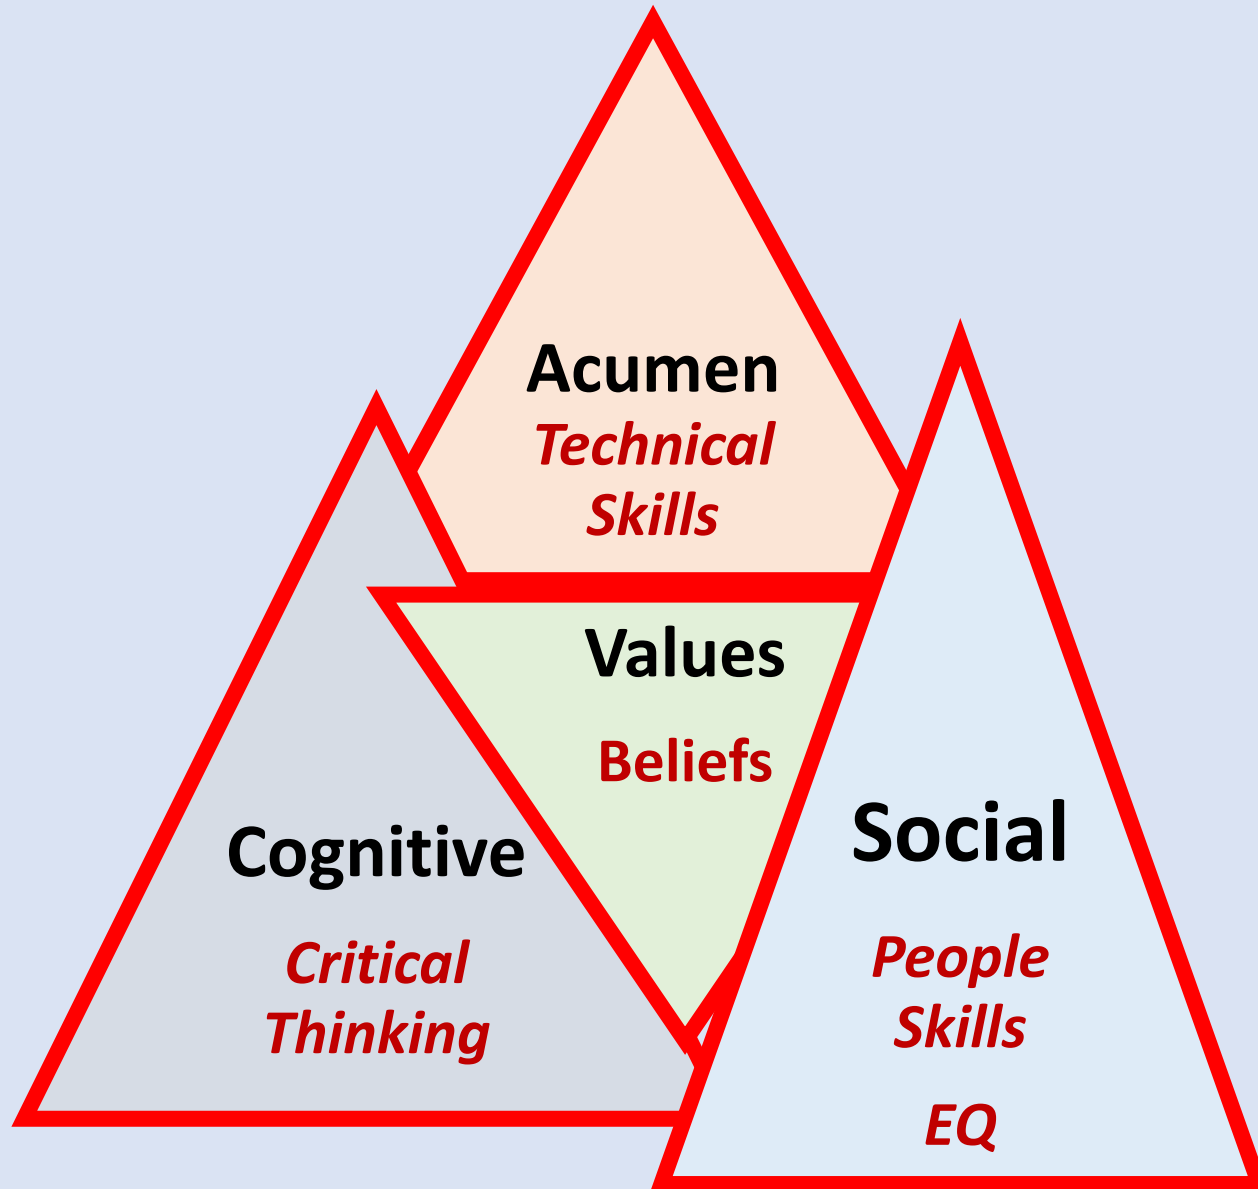 Acumen
Technical
Skills
Values
Beliefs
Cognitive
Critical
Thinking
Social
People
Skills
EQ